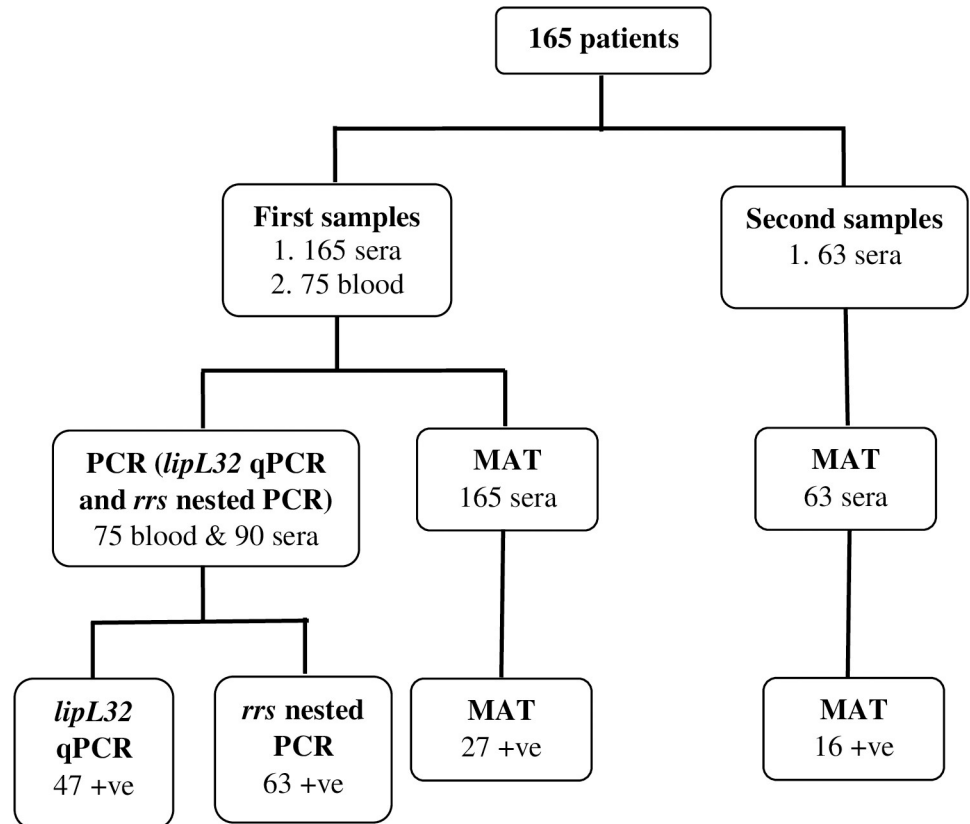 165 patients
First samples
1. 165 sera
2. 75 blood
Second samples
1. 63 sera
PCR (lipL32 qPCR
and rrs nested PCR)
75 blood & 90 sera
MAT
165 sera
MAT
63 sera
lipL32
qPCR
47 +ve
rrs nested
PCR
63 +ve
MAT
27 +ve
MAT
16 +ve